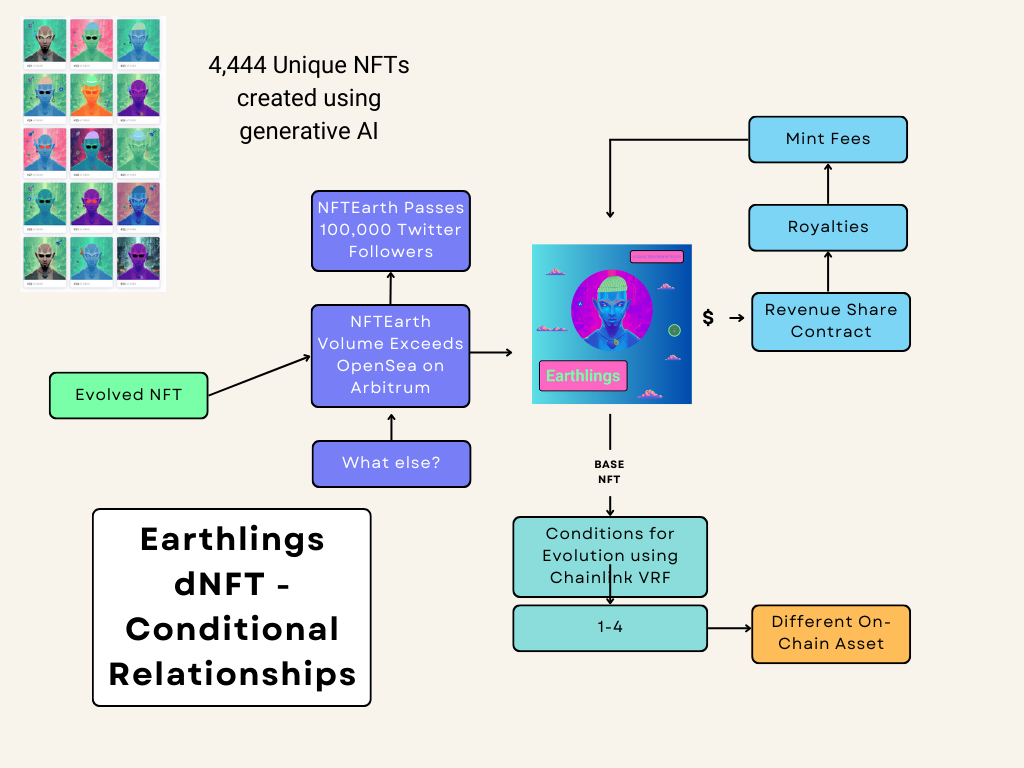 4,444 Unique NFTs
created using
generative AI
Mint Fees
NFTEarth Passes
100,000 Twitter
Followers
Royalties
Revenue Share
Contract
$
NFTEarth
Volume Exceeds
OpenSea on
Arbitrum
Earthlings
Evolved NFT
What else?
BASE
NFT
Conditions for
Evolution using
Chainlink VRF
1-4
Different On-
Chain Asset
Earthlings
dNFT -
Conditional
Relationships